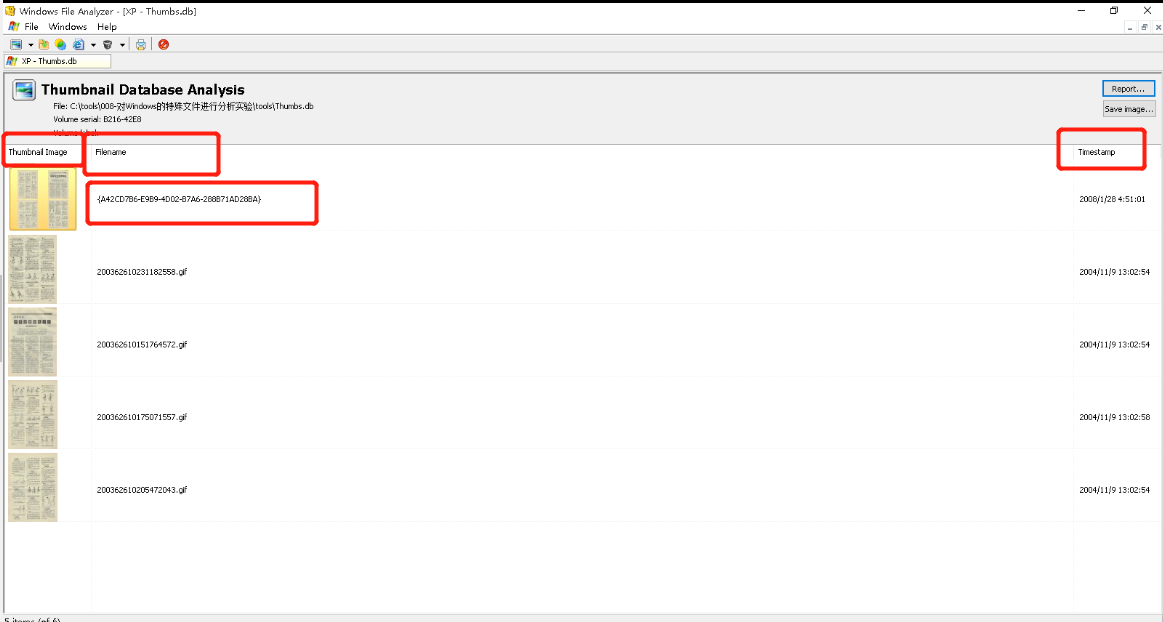 Windows File Analyzer - [XP - Thumbs.db]
File Windows Help
XP - Thumbs.db
Thumbnail Database Analysis
Report...
File: C:\tools\008-对Windows的特殊文件进行分析实验\tools\Thumbs.db
Save image...
Volume serial: B216-42E8
Volume label:
Thumbnail Image Filename Timestamp
{A42CD7B6-E9B9-4D02-B7A6-288B71AD28BA} 2008/1/28 4:51:01
200362610231182558.gif 2004/11/9 13:02:54
200362610151764572.gif 2004/11/9 13:02:54
200362610175071557.gif 2004/11/9 13:02:58
200362610205472043.gif 2004/11/9 13:02:54
5 items (of 6)